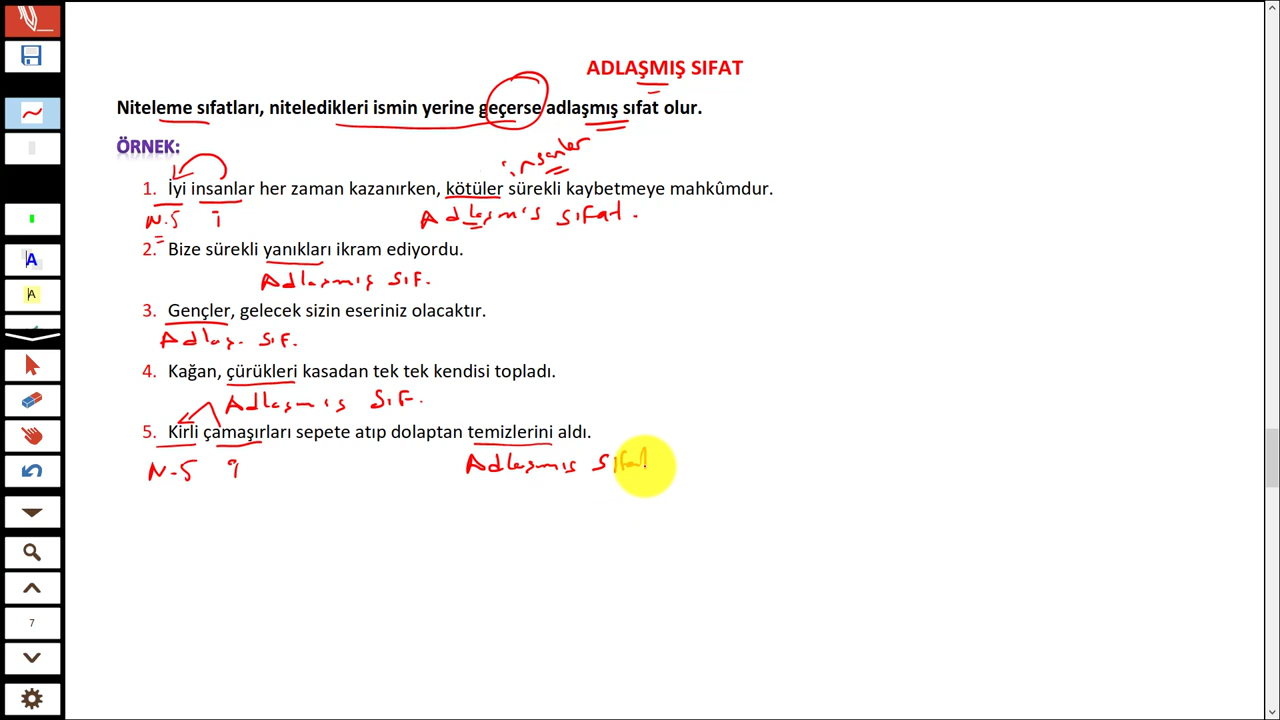 ADLAŞMIŞ SIFAT
Niteleme sıfatları, niteledikleri ismin yerine geçerse adlaşmış sıfat olur.
ÖRNEK:
insanler
1. İyi insanlar her zaman kazanırken, kötüler sürekli kaybetmeye mahkûmdur.
N.S İ Adlaşmış sıfat.
2. Bize sürekli yanıkları ikram ediyordu.
Adlaşmış SıF.
3. Gençler, gelecek sizin eseriniz olacaktır.
Adlaş. SıF.
4. Kağan, çürükleri kasadan tek tek kendisi topladı.
Adlaşmış SıF.
5. Kirli çamaşırları sepete atıp dolaptan temizlerini aldı.
N.S İ Adlaşmış Sıfat
A
A
7